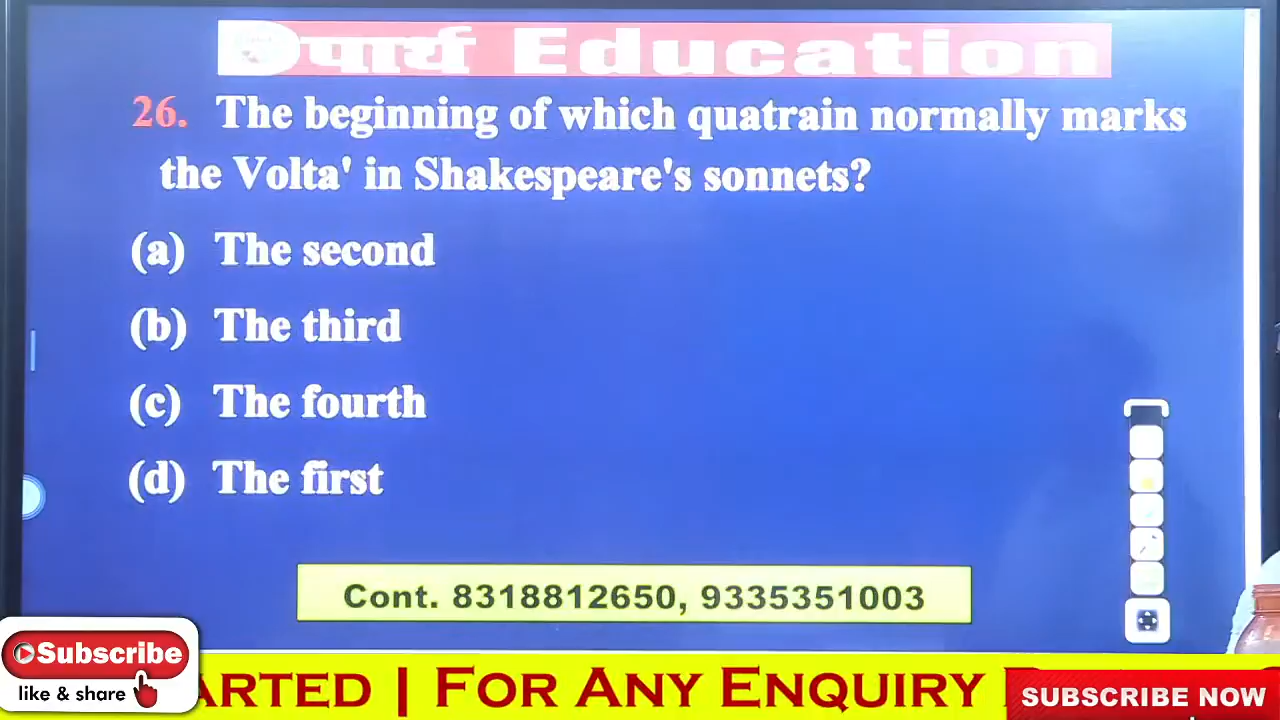 पार्य Education
26. The beginning of which quatrain normally marks
the Volta' in Shakespeare's sonnets?
(a) The second
(b) The third
(c) The fourth
(d) The first
Cont. 8318812650, 9335351003
Subscribe
like & share
ARTED | FOR ANY ENQUIRY
SUBSCRIBE NOW